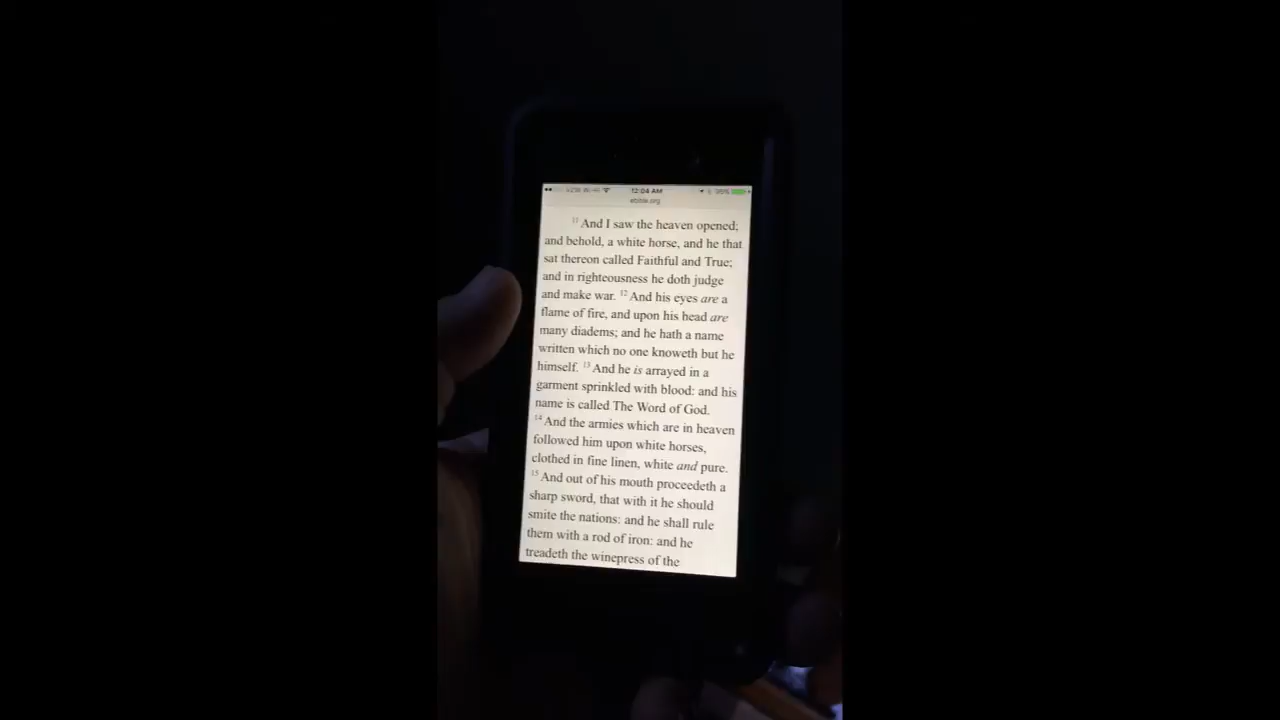 VZW Wi-Fi 12:04 AM 95%
ebible.org
11 And I saw the heaven opened;
and behold, a white horse, and he that
sat thereon called Faithful and True;
and in righteousness he doth judge
and make war. 12 And his eyes are a
flame of fire, and upon his head are
many diadems; and he hath a name
written which no one knoweth but he
himself. 13 And he is arrayed in a
garment sprinkled with blood: and his
name is called The Word of God.
14 And the armies which are in heaven
followed him upon white horses,
clothed in fine linen, white and pure.
15 And out of his mouth proceedeth a
sharp sword, that with it he should
smite the nations: and he shall rule
them with a rod of iron: and he
treadeth the winepress of the